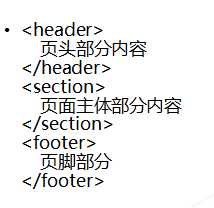 • <header>
页头部分内容
</header>
<section>
页面主体部分内容
</section>
<footer>
页脚部分
</footer>